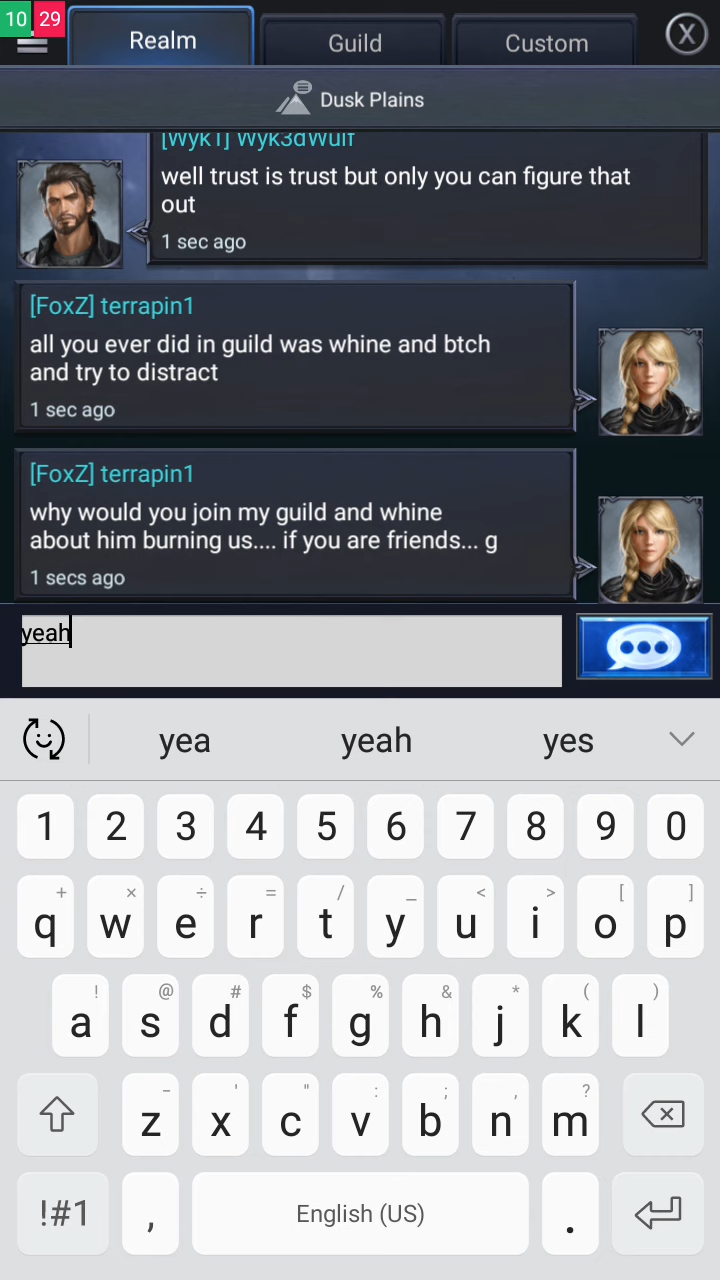 10 29
Realm
Guild
Custom
X
Dusk Plains
[Wyk1] Wyk3dWulf
well trust is trust but only you can figure that
out
1 sec ago
[FoxZ] terrapin1
all you ever did in guild was whine and btch
and try to distract
1 sec ago
[FoxZ] terrapin1
why would you join my guild and whine
about him burning us.... if you are friends... g
1 secs ago
yeah
yea yeah yes
1 2 3 4 5 6 7 8 9 0
+ × ÷ = / _ < > [ ]
q w e r t y u i o p
! @ # $ % & * ( )
a s d f g h j k l
- ' " : ; , ?
z x c v b n m
!#1 , English (US) .